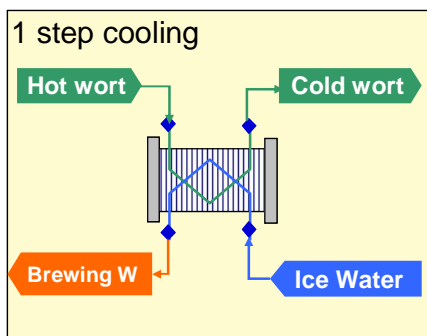 1 step cooling
Hot wort
Cold wort
Brewing W
Ice Water